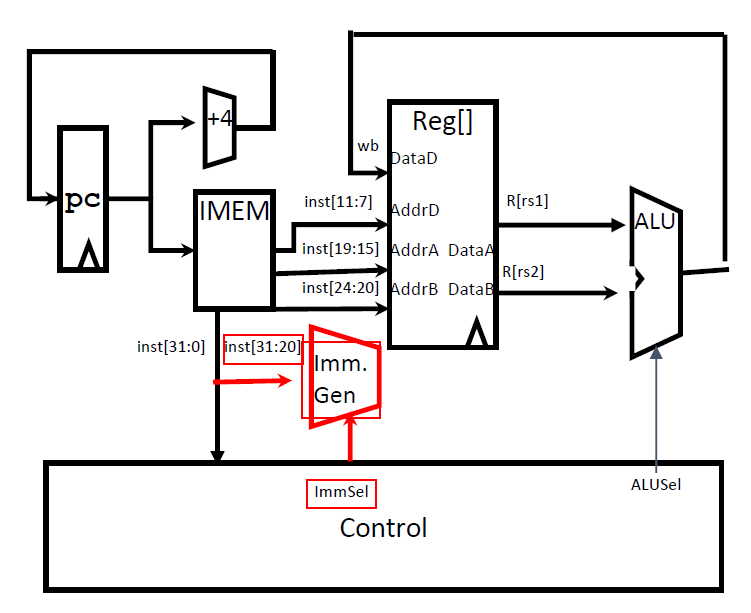 +4
Reg[]
wb
DataD
pc
IMEM
inst[11:7]
AddrD
R[rs1]
ALU
inst[19:15]
AddrA DataA
inst[24:20]
AddrB DataB
R[rs2]
inst[31:0]
inst[31:20]
Imm.
Gen
ImmSel
ALUSel
Control